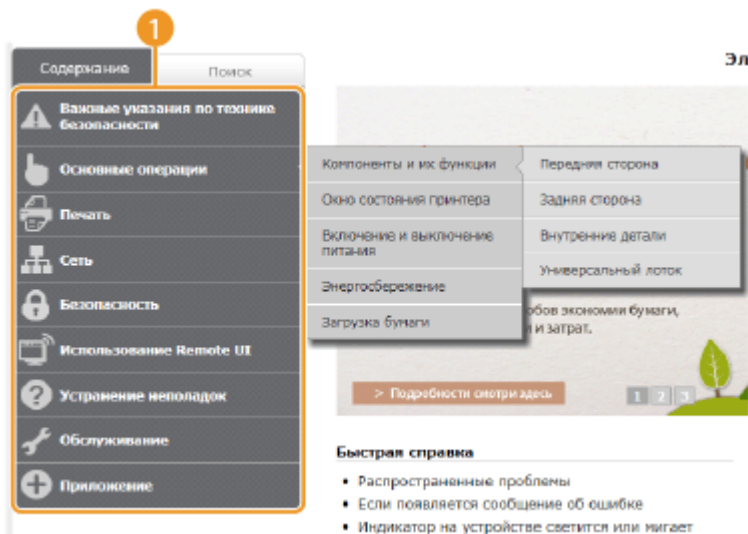 1
Содержание
Поиск
Эл
Важные указания по технике
безопасности
Основные операции
Печать
Сеть
Безопасность
Использование Remote UI
Устранение неполадок
Обслуживание
Приложение
Компоненты и их функции
Окно состояния принтера
Включение и выключение
питания
Энергосбережение
Загрузка бумаги
Передняя сторона
Задняя сторона
Внутренние детали
Универсальный лоток
обов экономии бумаги,
и и затрат.
> Подробности смотри здесь
1 2 3
Быстрая справка
• Распространенные проблемы
• Если появляется сообщение об ошибке
• Индикатор на устройстве светится или мигает